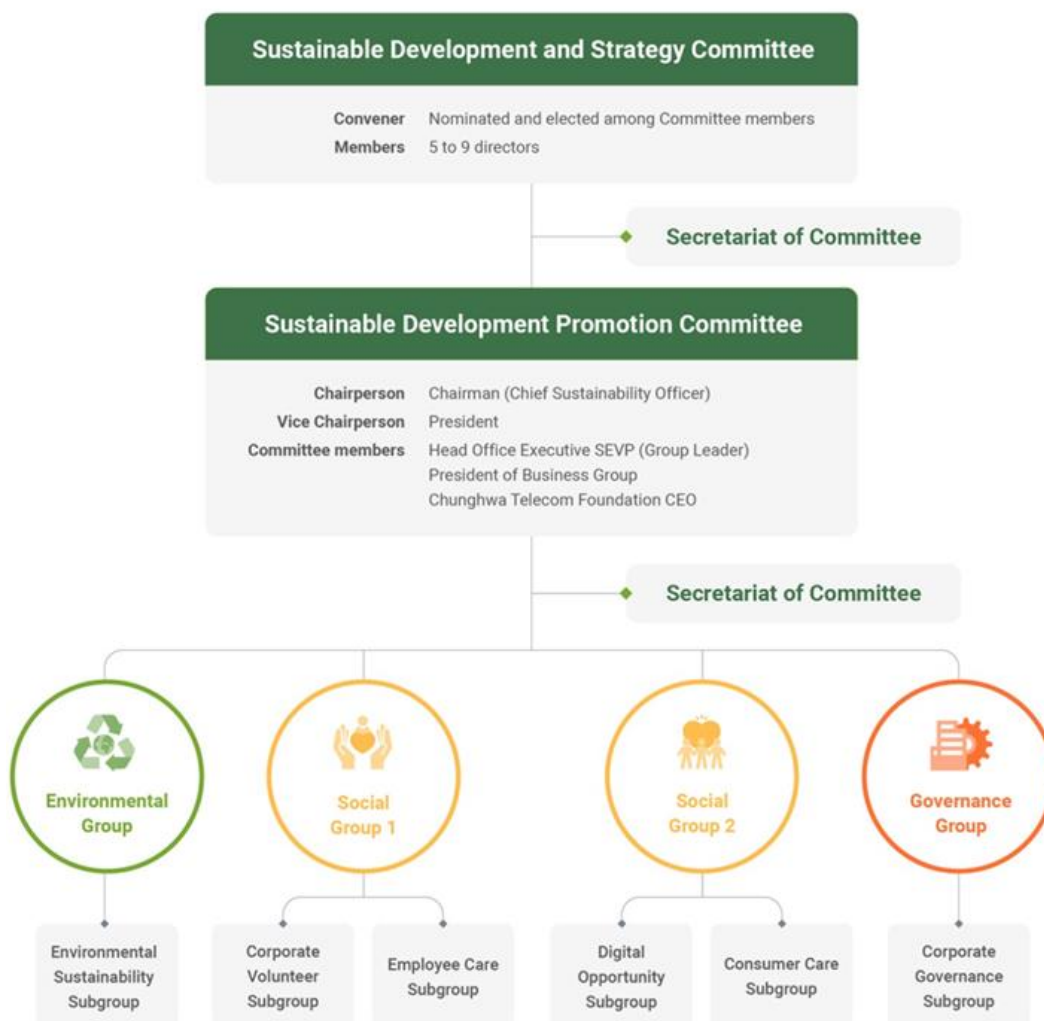 Sustainable Development and Strategy Committee
Convener Nominated and elected among Committee members
Members 5 to 9 directors
Secretariat of Committee
Sustainable Development Promotion Committee
Chairperson Chairman (Chief Sustainability Officer)
Vice Chairperson President
Committee members Head Office Executive SEVP (Group Leader)
President of Business Group
Chunghwa Telecom Foundation CEO
Secretariat of Committee
Environmental
Group
Social
Group 1
Social
Group 2
Governance
Group
Environmental
Sustainability
Subgroup
Corporate
Volunteer
Subgroup
Employee Care
Subgroup
Digital
Opportunity
Subgroup
Consumer Care
Subgroup
Corporate
Governance
Subgroup